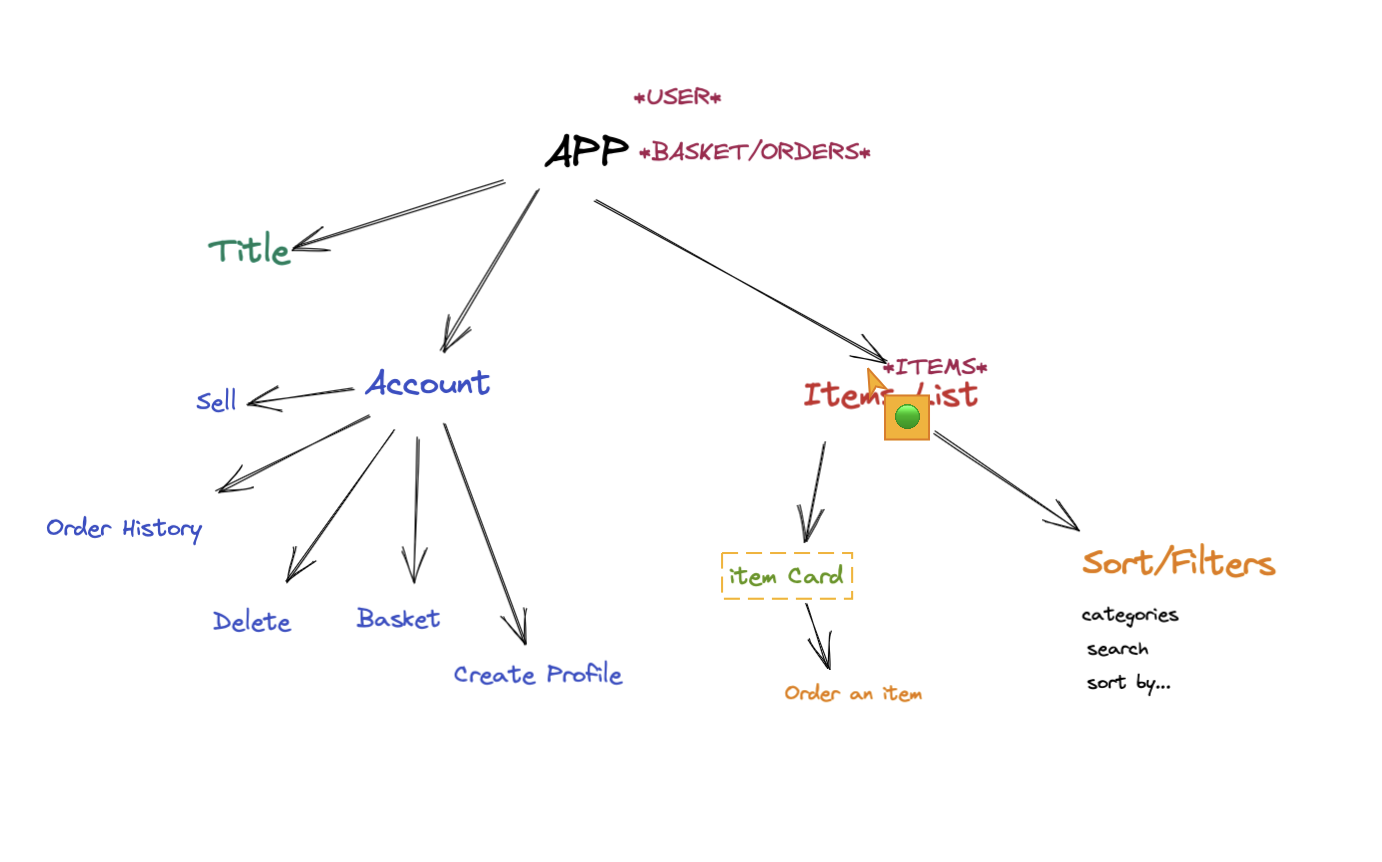 *USER*
APP *BASKET/ORDERS*
Title
*ITEMS*
Account
Items List
Sell
Order History
Sort/Filters
item Card
categories
Delete
Basket
search
Create Profile
sort by...
Order an item